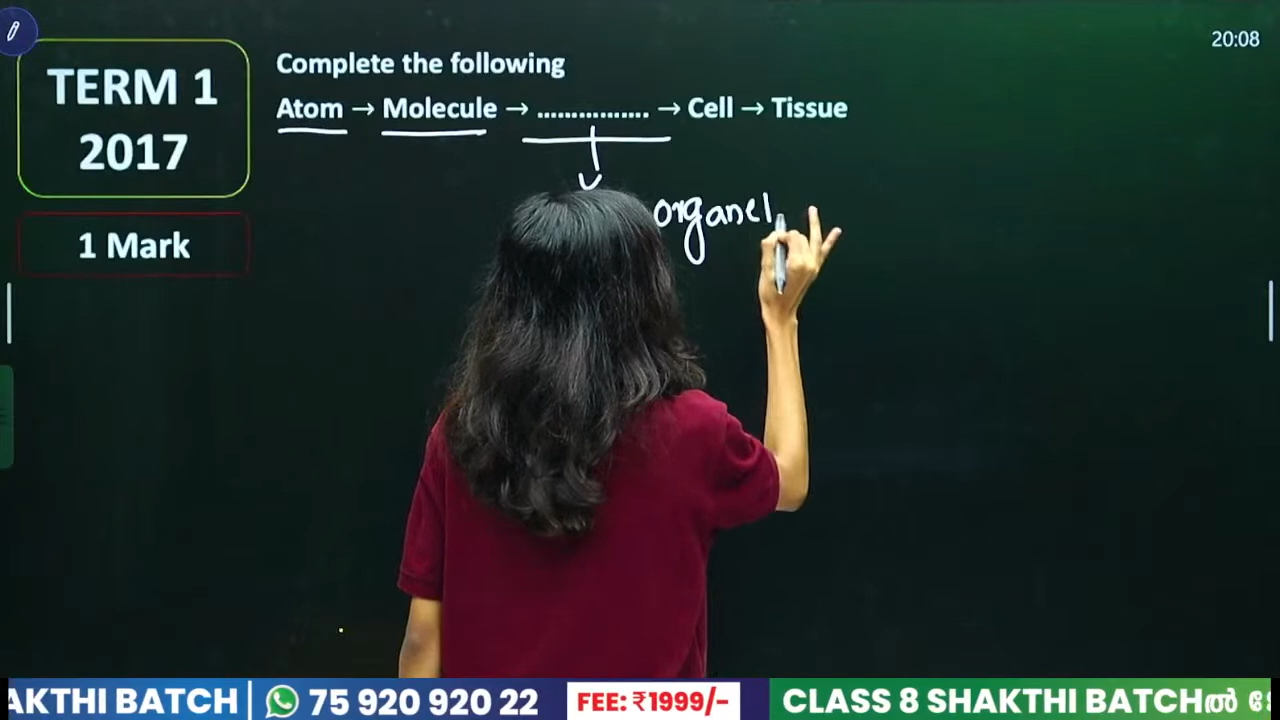 20:08
TERM 1
2017
1 Mark
Complete the following
Atom → Molecule → ................ → Cell → Tissue
organel
AKTHI BATCH | 75 920 920 22 FEE: ₹1999/- CLASS 8 SHAKTHI BATCHൽ